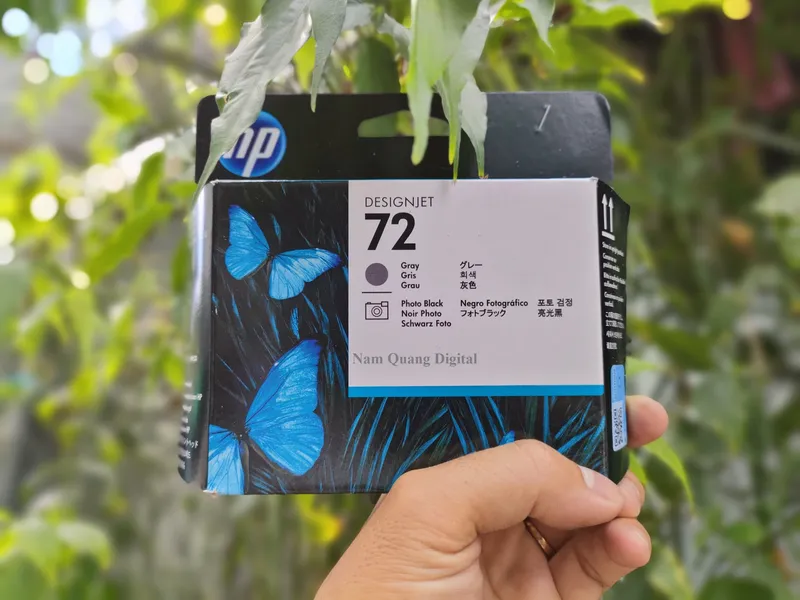 hp
DESIGNJET
72
Gray グレー
Gris 회색
Grau 灰色
Photo Black Negro Fotográfico 포토 검정
Noir Photo フォトブラック 亮光黑
Schwarz Foto
Nam Quang Digital